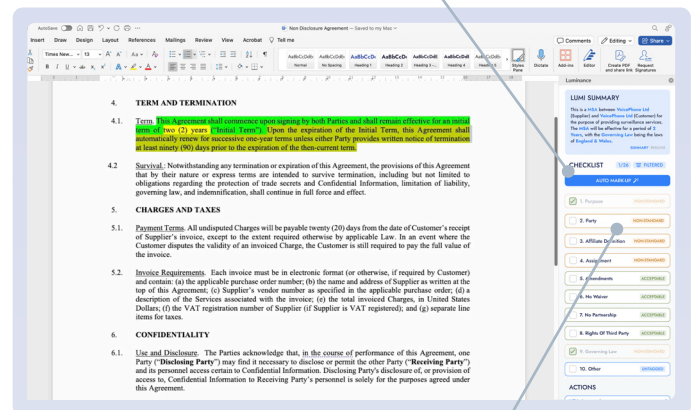 AutoSave
Non Disclosure Agreement — Saved to my Mac
Insert Draw Design Layout References Mailings Review View Acrobat Tell me
Comments Editing Share
Times New... 13
Normal No Spacing Heading 1 Heading 2 Heading 4 Heading 5
Styles Pane
Dictate
Add-ins
Editor
Create PDF and share link
Signatures
Luminance
4. TERM AND TERMINATION
4.1. Term. This Agreement shall commence upon signing by both Parties and shall remain effective for an initial
term of two (2) years (“Initial Term”). Upon the expiration of the Initial Term, this Agreement shall
automatically renew for successive one-year terms unless either Party provides written notice of termination
at least ninety (90) days prior to the expiration of the then-current term.
4.2 Survival.: Notwithstanding any termination or expiration of this Agreement, the provisions of this Agreement
that by their nature or express terms are intended to survive termination, including but not limited to
obligations regarding the protection of trade secrets and Confidential Information, limitation of liability,
governing law, and indemnification, shall continue in full force and effect.
5. CHARGES AND TAXES
5.1. Payment Terms. All undisputed Charges will be payable twenty (20) days from the date of Customer's receipt
of Supplier's invoice, except to the extent required otherwise by applicable Law. In an event where the
Customer disputes the validity of an invoiced Charge, the Customer is still required to pay the full value of
the invoice.
5.2. Invoice Requirements. Each invoice must be in electronic format (or otherwise, if required by Customer)
and contain: (a) the applicable purchase order number; (b) the name and address of Supplier as written at the
top of this Agreement; (c) Supplier's vendor number as specified in the applicable purchase order; (d) a
description of the Services associated with the invoice; (e) the total invoiced Charges, in United States
Dollars; (f) the VAT registration number of Supplier (if Supplier is VAT registered); and (g) separate line
items for taxes.
6. CONFIDENTIALITY
6.1. Use and Disclosure. The Parties acknowledge that, in the course of performance of this Agreement, one
Party (“Disclosing Party”) may find it necessary to disclose or permit the other Party (“Receiving Party”)
and its personnel access certain to Confidential Information. Disclosing Party's disclosure of, or provision of
access to, Confidential Information to Receiving Party's personnel is solely for the purposes agreed under
this Agreement.
LUMI SUMMARY
This is a MSA between VoicePhone Ltd
(Supplier) and VoicePhone Ltd (Customer) for
the purpose of providing surveillance services.
The MSA will be effective for a period of 2
Years, with the Governing Law being the laws
of England & Wales.
CHECKLIST 1/26 FILTERED
AUTO MARK-UP
1. Purpose NON-STANDARD
2. Party NON-STANDARD
3. Affiliate Definition NON-STANDARD
4. Assignment NON-STANDARD
5. Amendments ACCEPTABLE
6. No Waiver ACCEPTABLE
7. No Partnership ACCEPTABLE
8. Rights Of Third Party ACCEPTABLE
9. Governing Law NON-STANDARD
10. Other UNTAGGED
ACTIONS